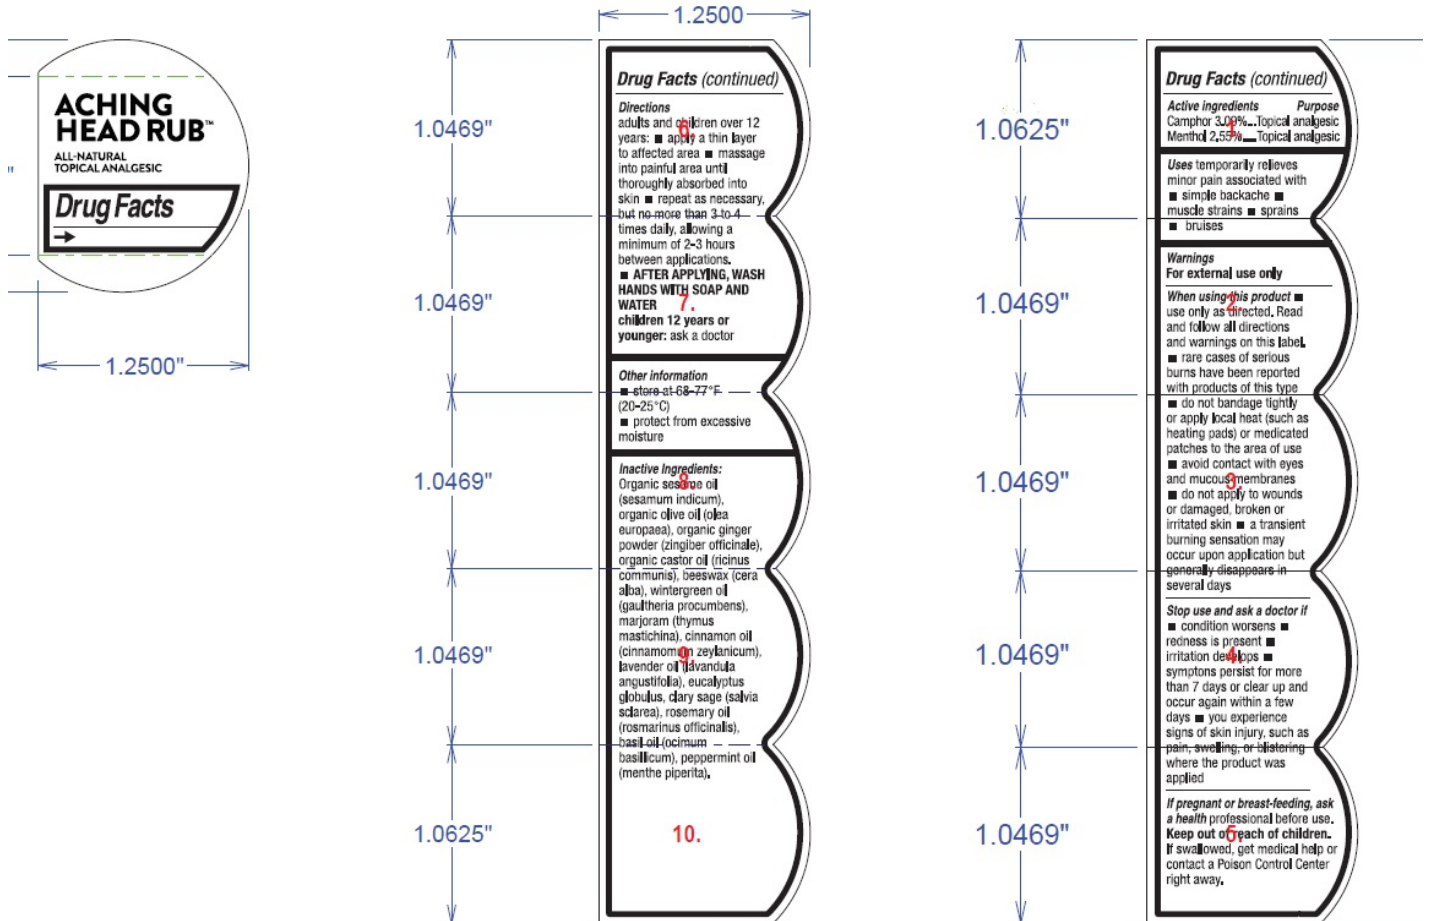 ACHING
HEAD RUB™
ALL-NATURAL
TOPICAL ANALGESIC
Drug Facts
→
"
1.2500"
1.2500
1.0469"
1.0469"
1.0469"
1.0469"
1.0625"
Drug Facts (continued)
Directions
adults and children over 12
years: ■ apply a thin layer
to affected area ■ massage
into painful area until
thoroughly absorbed into
skin ■ repeat as necessary,
but no more than 3 to 4
times daily, allowing a
minimum of 2-3 hours
between applications.
■ AFTER APPLYING, WASH
HANDS WITH SOAP AND
WATER
children 12 years or
younger: ask a doctor
Other information
■ store at 68-77°F
(20-25°C)
■ protect from excessive
moisture
Inactive Ingredients:
Organic sesame oil
(sesamum indicum),
organic olive oil (olea
europaea), organic ginger
powder (zingiber officinale),
organic castor oil (ricinus
communis), beeswax (cera
alba), wintergreen oil
(gaultheria procumbens),
marjoram (thymus
mastichina), cinnamon oil
(cinnamomum zeylanicum),
lavender oil (lavandula
angustifolia), eucalyptus
globulus, clary sage (salvia
sclarea), rosemary oil
(rosmarinus officinalis),
basil oil (ocimum
basillicum), peppermint oil
(menthe piperita).
6.
7.
8.
9.
10.
1.0625"
1.0469"
1.0469"
1.0469"
1.0469"
Drug Facts (continued)
Active ingredients Purpose
Camphor 3.00%...Topical analgesic
Menthol 2.55%...Topical analgesic
Uses temporarily relieves
minor pain associated with
■ simple backache ■
muscle strains ■ sprains
■ bruises
Warnings
For external use only
When using this product ■
use only as directed. Read
and follow all directions
and warnings on this label.
■ rare cases of serious
burns have been reported
with products of this type
■ do not bandage tightly
or apply local heat (such as
heating pads) or medicated
patches to the area of use
■ avoid contact with eyes
and mucous membranes
■ do not apply to wounds
or damaged, broken or
irritated skin ■ a transient
burning sensation may
occur upon application but
generally disappears in
several days
Stop use and ask a doctor if
■ condition worsens ■
redness is present ■
irritation develops ■
symptons persist for more
than 7 days or clear up and
occur again within a few
days ■ you experience
signs of skin injury, such as
pain, swelling, or blistering
where the product was
applied
If pregnant or breast-feeding, ask
a health professional before use.
Keep out of reach of children.
If swallowed, get medical help or
contact a Poison Control Center
right away.
1.
2.
3.
4.
5.